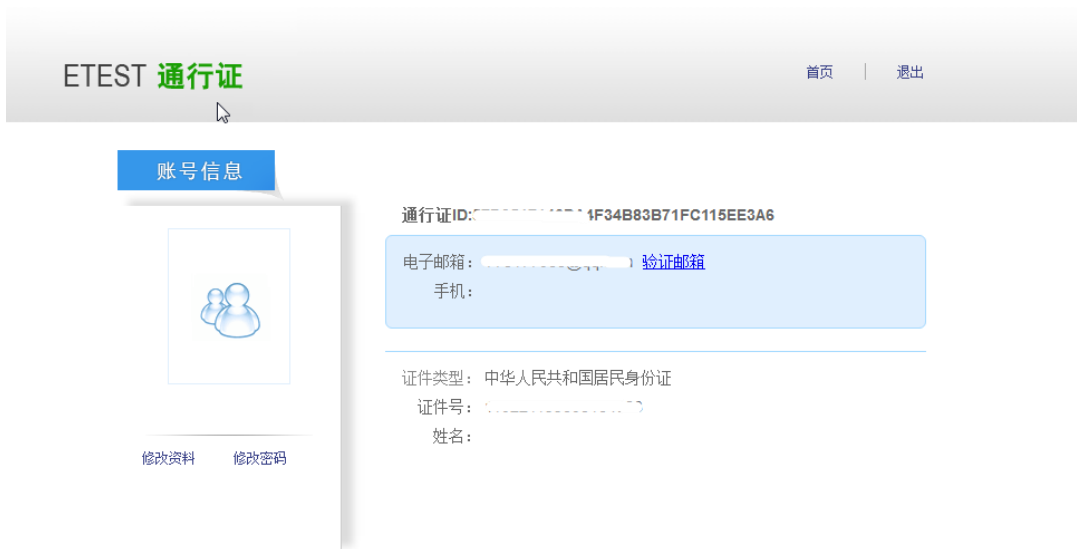 ETEST 通行证
首页 | 退出
账号信息
通行证ID: 4F34B83B71FC115EE3A6
电子邮箱： 验证邮箱
手机：
证件类型： 中华人民共和国居民身份证
证件号：
姓名：
修改资料 修改密码